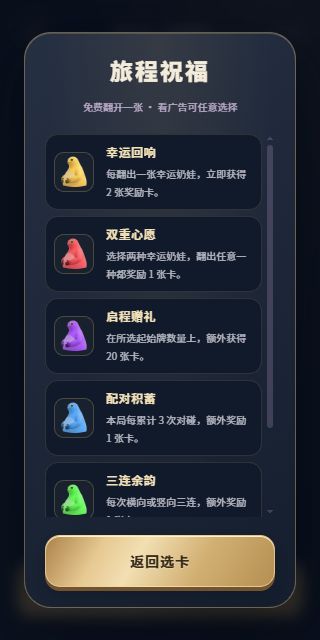 旅程祝福
免费翻开一张 · 看广告可任意选择
幸运回响
每翻出一张幸运奶娃，立即获得
2 张奖励卡。
双重心愿
选择两种幸运奶娃，翻出任意一
种都奖励 1 张卡。
启程赠礼
在所选起始牌数量上，额外获得
20 张卡。
配对积蓄
本局每累计 3 次对碰，额外奖励
1 张卡。
三连余韵
每次横向或竖向三连，额外奖励
返回选卡